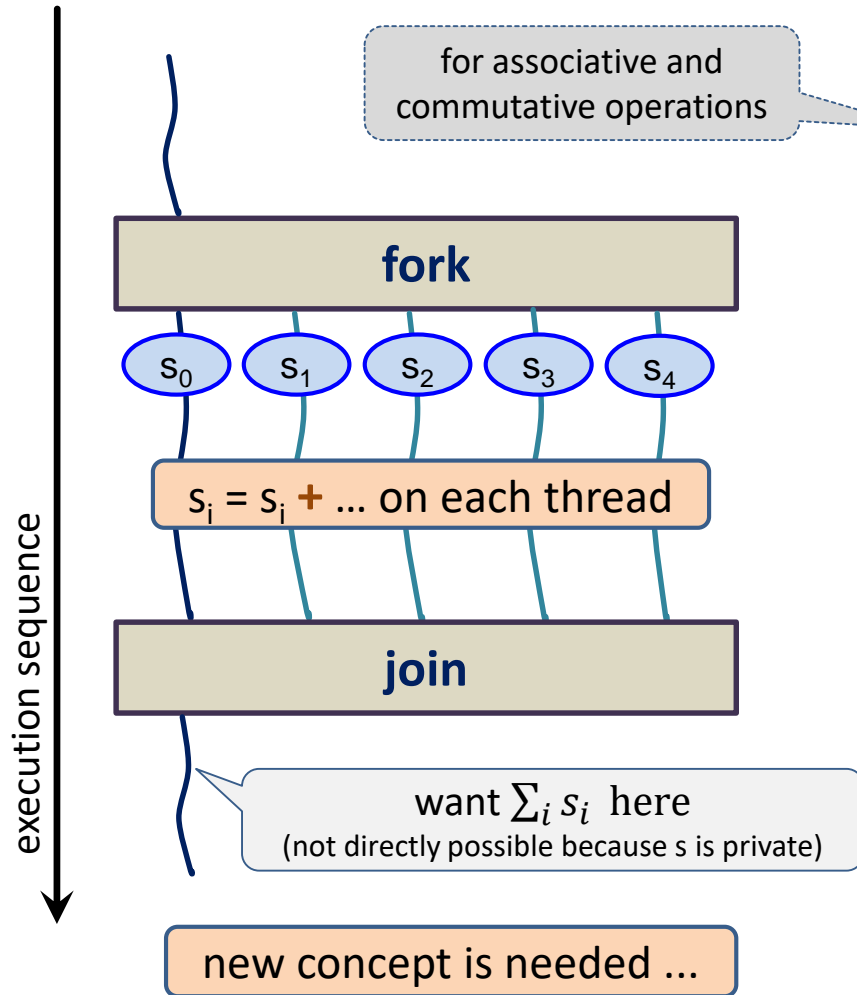 for associative and
commutative operations
fork
s₀ s₁ s₂ s₃ s₄
sᵢ = sᵢ + ... on each thread
join
execution sequence
want ∑ᵢ sᵢ here
(not directly possible because s is private)
new concept is needed ...